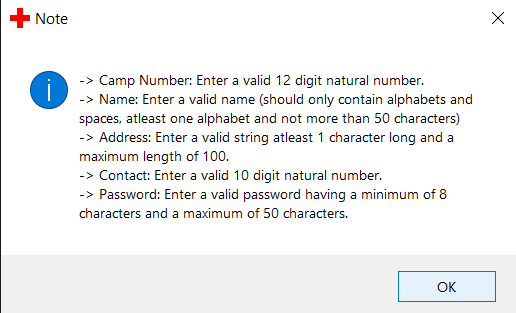 Note
-> Camp Number: Enter a valid 12 digit natural number.
-> Name: Enter a valid name (should only contain alphabets and
spaces, atleast one alphabet and not more than 50 characters)
-> Address: Enter a valid string atleast 1 character long and a
maximum length of 100.
-> Contact: Enter a valid 10 digit natural number.
-> Password: Enter a valid password having a minimum of 8
characters and a maximum of 50 characters.
OK